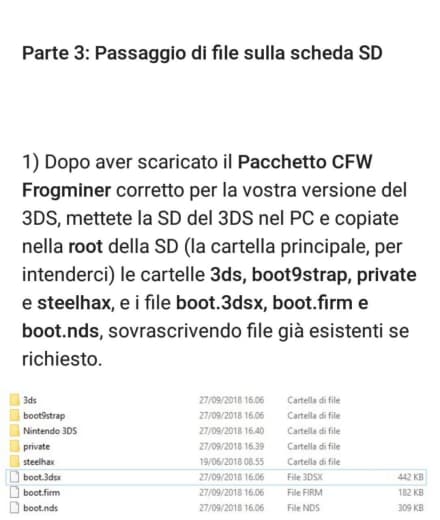 Parte 3: Passaggio di file sulla scheda SD
1) Dopo aver scaricato il Pacchetto CFW
Frogminer corretto per la vostra versione del
3DS, mettete la SD del 3DS nel PC e copiate
nella root della SD (la cartella principale, per
intenderci) le cartelle 3ds, boot9strap, private
e steelhax, e i file boot.3dsx, boot.firm e
boot.nds, sovrascrivendo file già esistenti se
richiesto.
3ds 27/09/2018 16.06 Cartella di file
boot9strap 27/09/2018 16.06 Cartella di file
Nintendo 3DS 27/09/2018 16.40 Cartella di file
private 27/09/2018 16.39 Cartella di file
steelhax 19/06/2018 08.55 Cartella di file
boot.3dsx 27/09/2018 16.06 File 3DSX 442 KB
boot.firm 27/09/2018 16.06 File FIRM 182 KB
boot.nds 27/09/2018 16.06 File NDS 309 KB